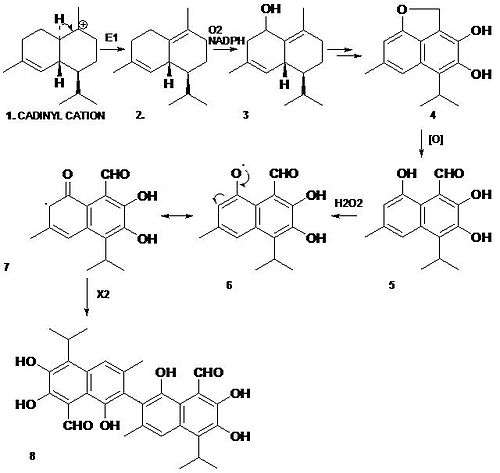 H
E1
H
1. CADINYL CATION
2.
O2
NADPH
OH
H
3
O
OH
OH
4
[O]
OH CHO
OH
OH
5
H2O2
O CHO
OH
OH
6
O CHO
OH
OH
7
X2
HO
HO
CHO OH
OH CHO
OH
OH
8